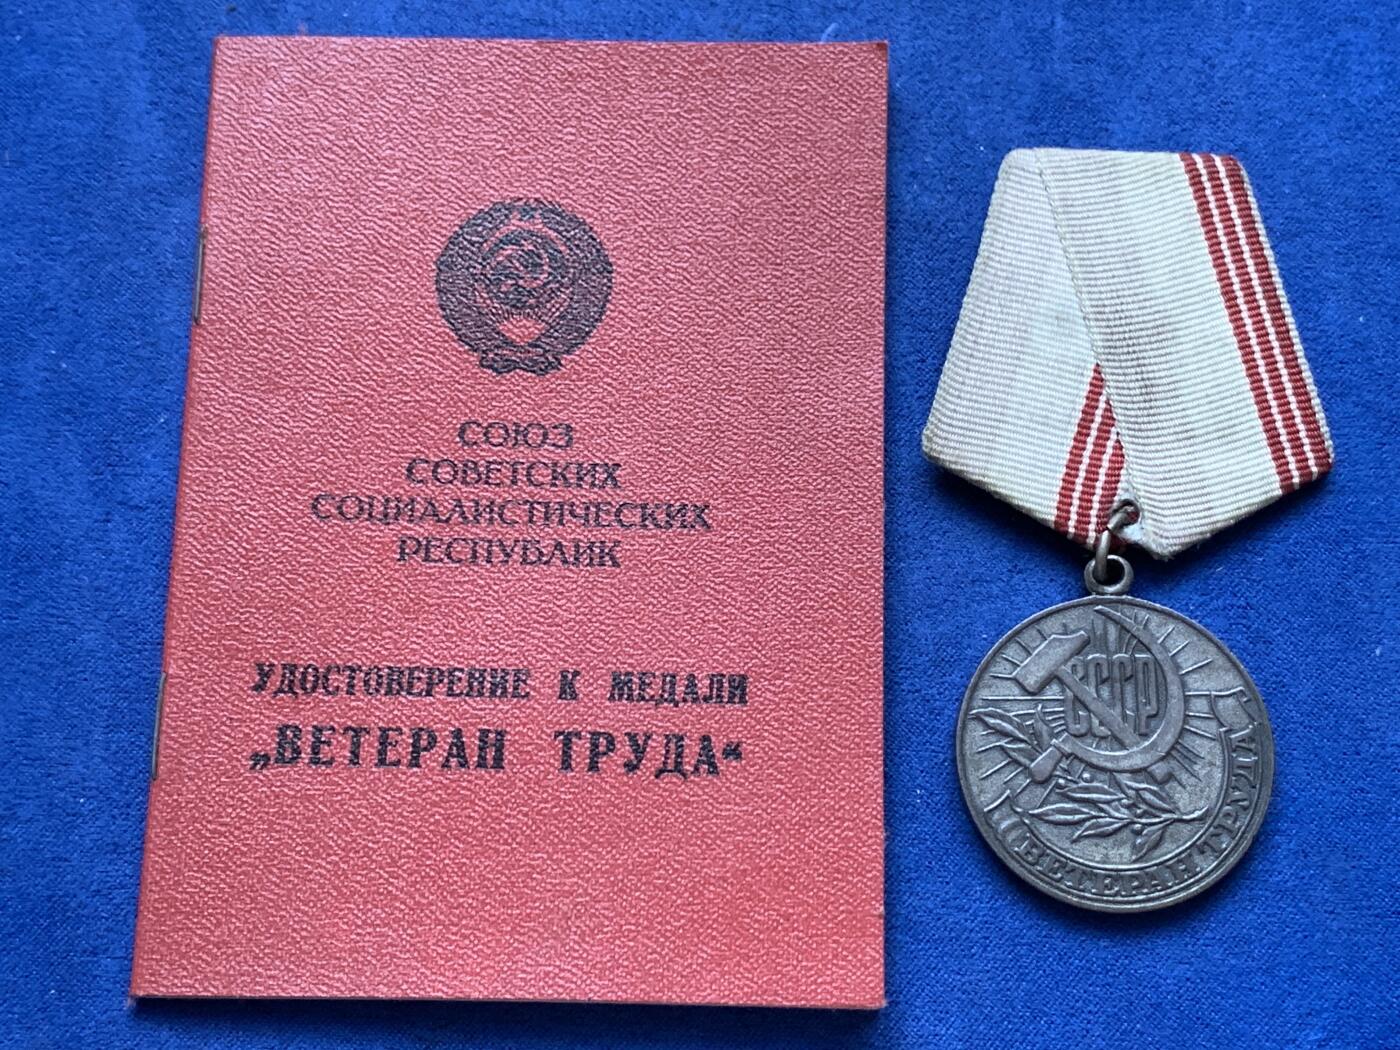 СОЮЗ
СОВЕТСКИХ
СОЦИАЛИСТИЧЕСКИХ
РЕСПУБЛИК
УДОСТОВЕРЕНИЕ К МЕДАЛИ
„ВЕТЕРАН ТРУДА“
СССР
ВЕТЕРАН ТРУДА